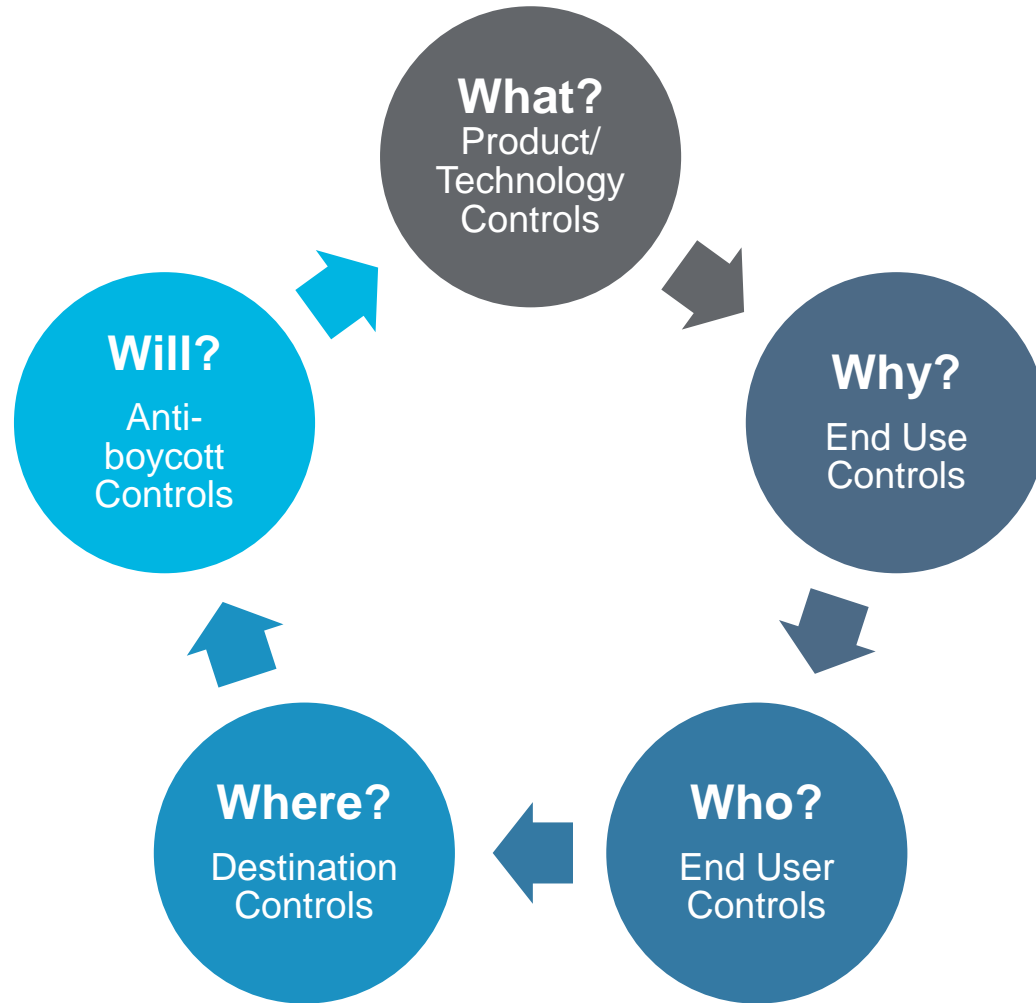 What?
Product/
Technology
Controls
Why?
End Use
Controls
Who?
End User
Controls
Where?
Destination
Controls
Will?
Anti-
boycott
Controls